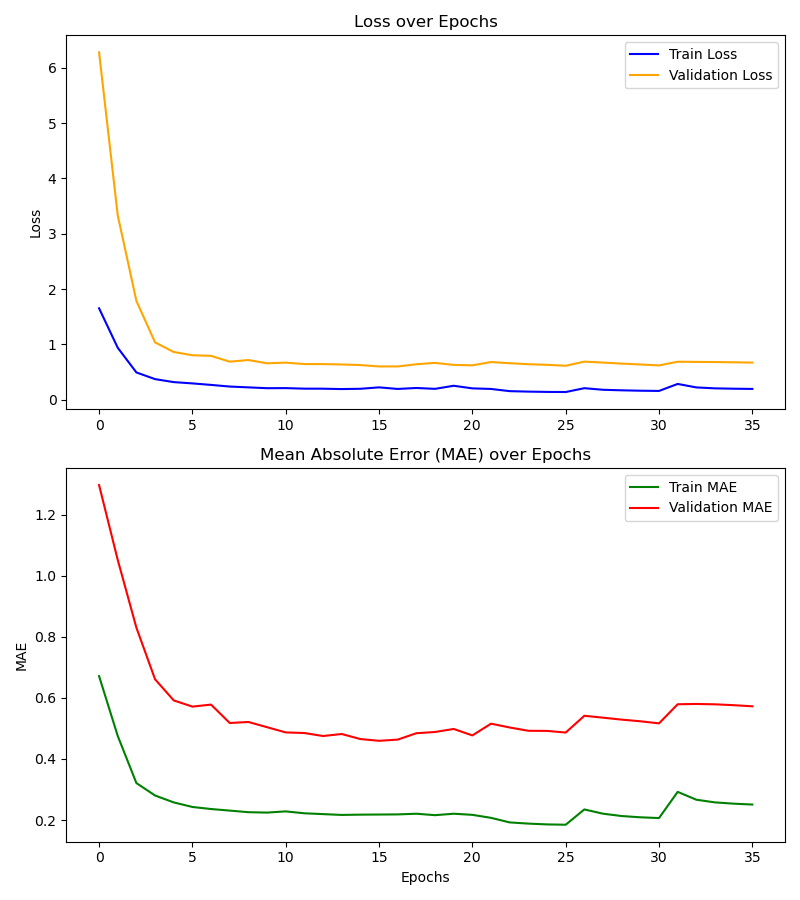 Loss over Epochs
Train Loss
Validation Loss
6
5
4
3
2
1
0
Loss
0 5 10 15 20 25 30 35
Mean Absolute Error (MAE) over Epochs
Train MAE
Validation MAE
1.2
1.0
0.8
0.6
0.4
0.2
MAE
0 5 10 15 20 25 30 35
Epochs